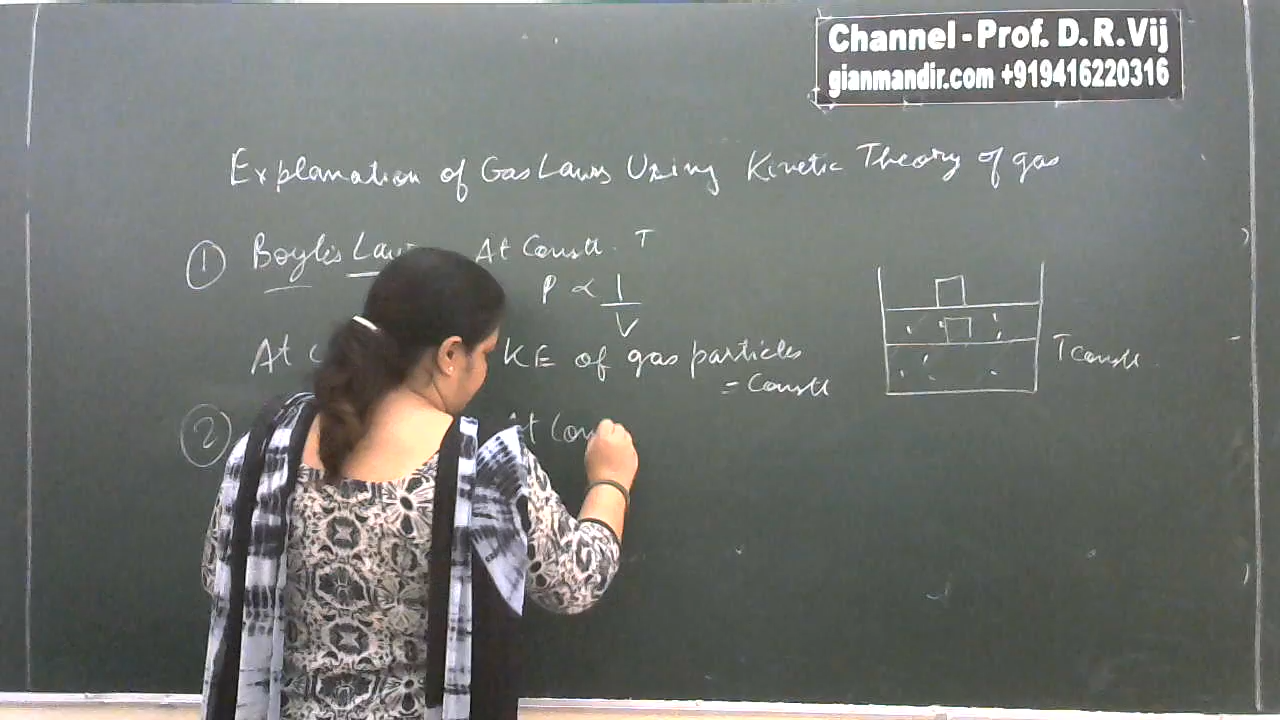 Channel - Prof. D. R. Vij
gianmandir.com +919416220316
Explanation of Gas Laws Using Kinetic Theory of gas
1 Boyle's Law At Constt. T
P ∝ 1/V
At KE of gas particles
= Constt
T constt
2 At Con